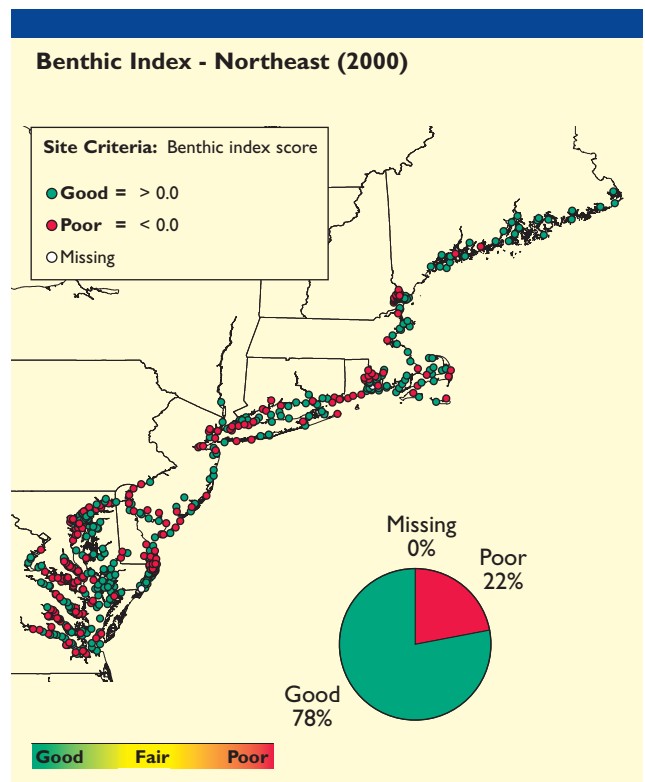 Benthic Index - Northeast (2000)
Site Criteria: Benthic index score
Good = > 0.0
Poor = < 0.0
Missing
Missing
0%
Poor
22%
Good
78%
Good Fair Poor